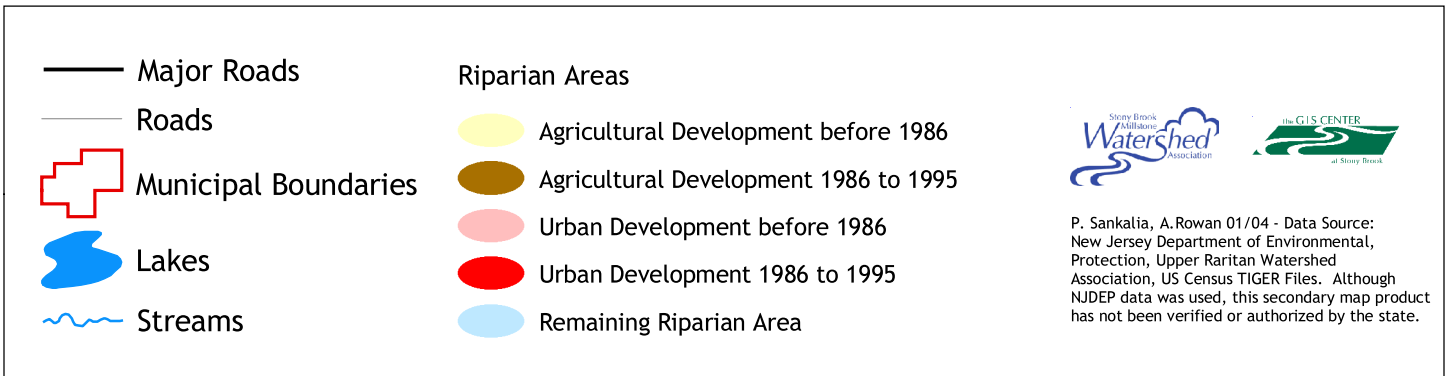 Major Roads
Roads
Municipal Boundaries
Lakes
Streams
Riparian Areas
Agricultural Development before 1986
Agricultural Development 1986 to 1995
Urban Development before 1986
Urban Development 1986 to 1995
Remaining Riparian Area
Stony Brook
Millstone
Watershed
Association
the GIS CENTER
at Stony Brook
P. Sankalia, A.Rowan 01/04 - Data Source:
New Jersey Department of Environmental,
Protection, Upper Raritan Watershed
Association, US Census TIGER Files.  Although
NJDEP data was used, this secondary map product
has not been verified or authorized by the state.